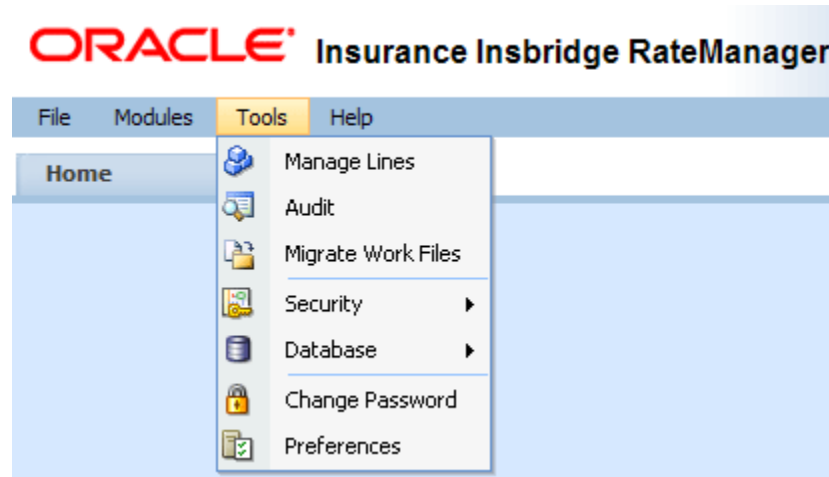 ORACLE Insurance Insbridge RateManager
File Modules Tools Help
Home
Manage Lines
Audit
Migrate Work Files
Security
Database
Change Password
Preferences